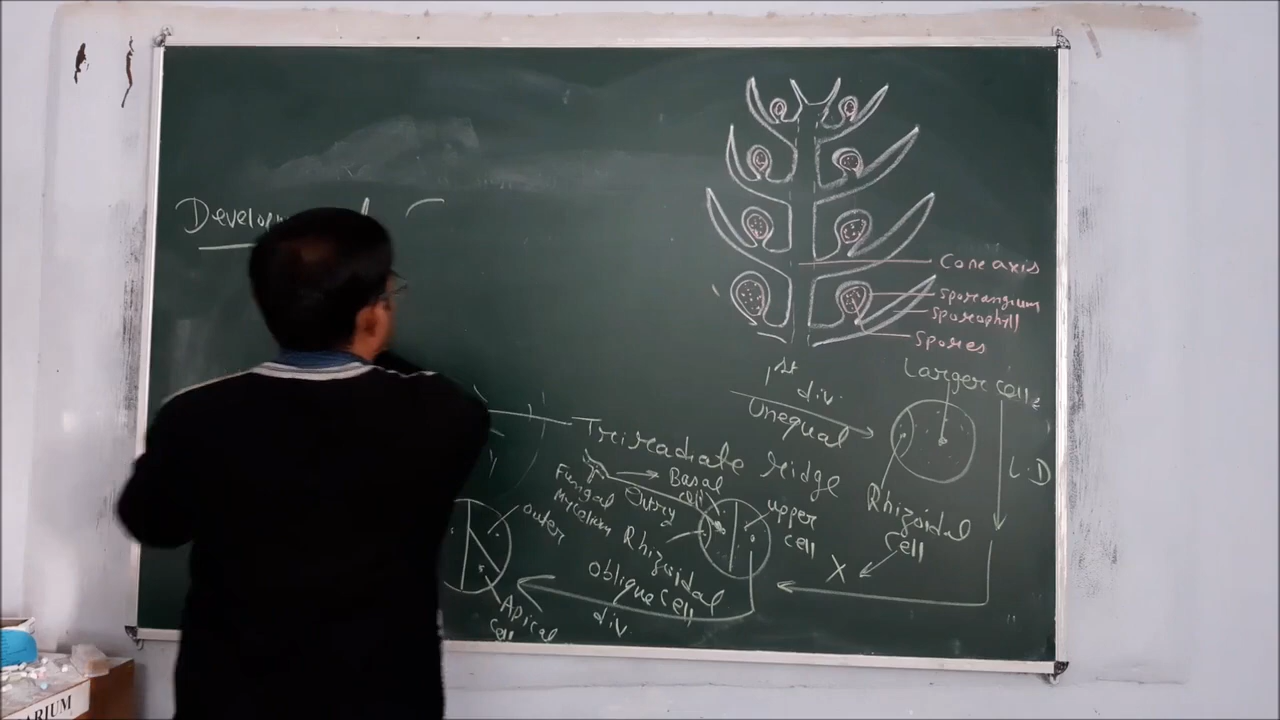 Develop
Cone axis
Sporangium
Sporophyll
Spores
1st div.
Unequal
Larger cell
L.D
Rhizoidal
cell
X
Triradiate ridge
Fungal
Mycelium
Entry
Basal
cell
upper
cell
Rhizoidal
cell
outer
Oblique
div.
Apical
cell
ARIUM